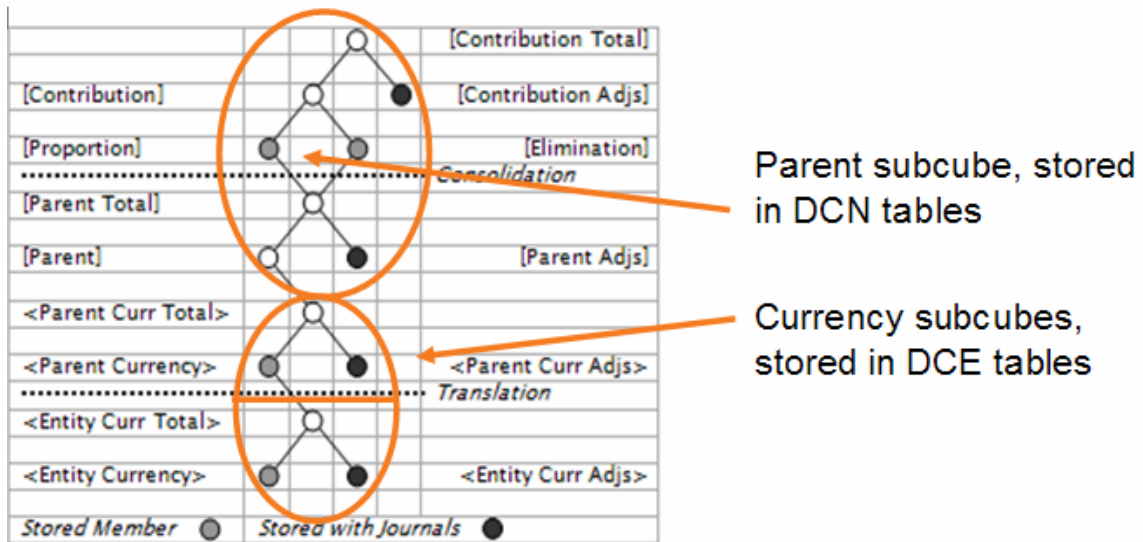 [Contribution Total]
[Contribution] [Contribution Adjs]
[Proportion] [Elimination]
Consolidation
[Parent Total]
[Parent] [Parent Adjs]
<Parent Curr Total>
<Parent Currency> <Parent Curr Adjs>
Translation
<Entity Curr Total>
<Entity Currency> <Entity Curr Adjs>
Stored Member Stored with Journals
Parent subcube, stored
in DCN tables
Currency subcubes,
stored in DCE tables